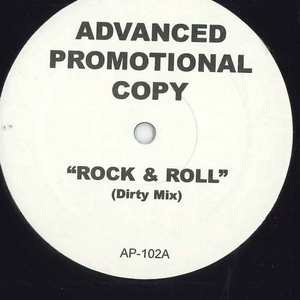 ADVANCED
PROMOTIONAL
COPY
"ROCK & ROLL"
(Dirty Mix)
AP-102A